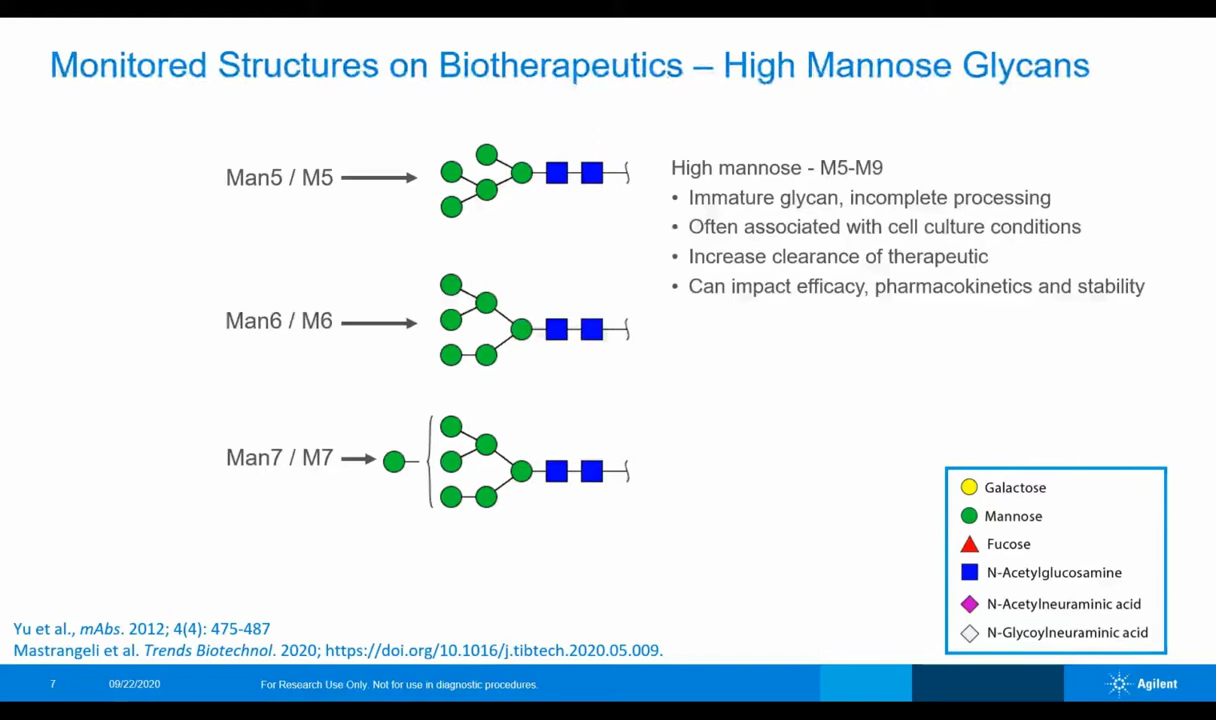 Monitored Structures on Biotherapeutics – High Mannose Glycans
Man5 / M5
Man6 / M6
Man7 / M7
High mannose - M5-M9
• Immature glycan, incomplete processing
• Often associated with cell culture conditions
• Increase clearance of therapeutic
• Can impact efficacy, pharmacokinetics and stability
Galactose
Mannose
Fucose
N-Acetylglucosamine
N-Acetylneuraminic acid
N-Glycoylneuraminic acid
Yu et al., mAbs. 2012; 4(4): 475-487
Mastrangeli et al. Trends Biotechnol. 2020; https://doi.org/10.1016/j.tibtech.2020.05.009.
7
09/22/2020
For Research Use Only. Not for use in diagnostic procedures.
Agilent